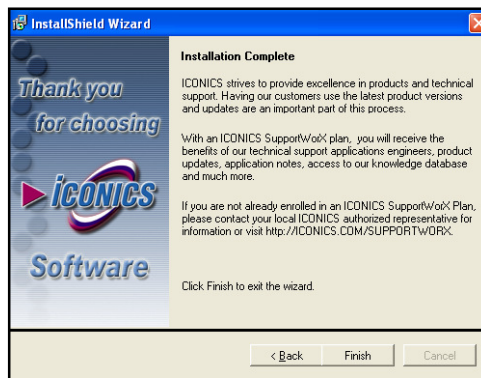 InstallShield Wizard
Thank you
for choosing
ICONICS
Software
Installation Complete
ICONICS strives to provide excellence in products and technical
support. Having our customers use the latest product versions
and updates are an important part of this process.
With an ICONICS SupportWorX plan, you will receive the
benefits of our technical support applications engineers, product
updates, application notes, access to our knowledge database
and much more.
If you are not already enrolled in an ICONICS SupportWorX Plan,
please contact your local ICONICS authorized representative for
information or visit http://ICONICS.COM/SUPPORTWORX.
Click Finish to exit the wizard.
< Back Finish Cancel